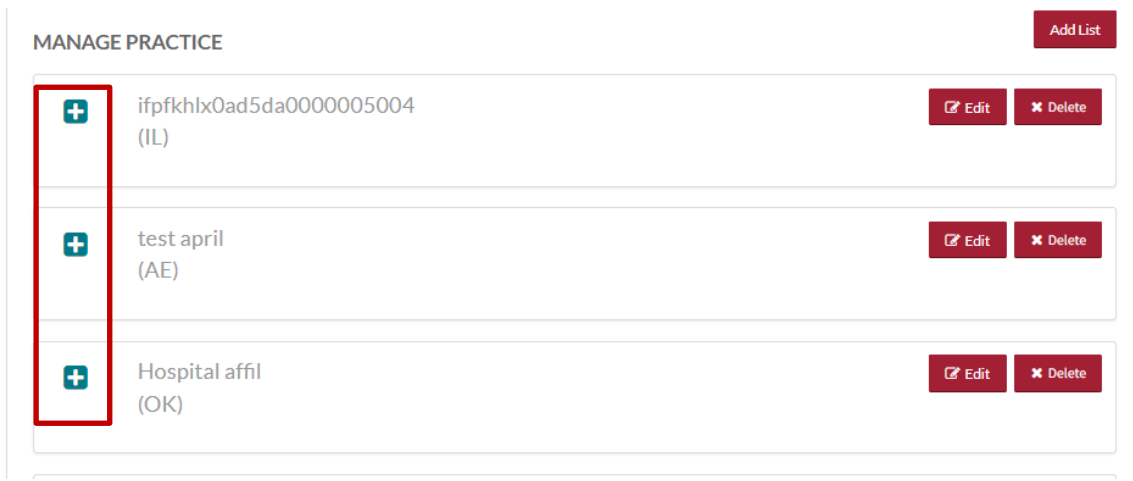 Add List
MANAGE PRACTICE
ifpfkhlx0ad5da0000005004
(IL)
Edit
Delete
test april
(AE)
Edit
Delete
Hospital affil
(OK)
Edit
Delete